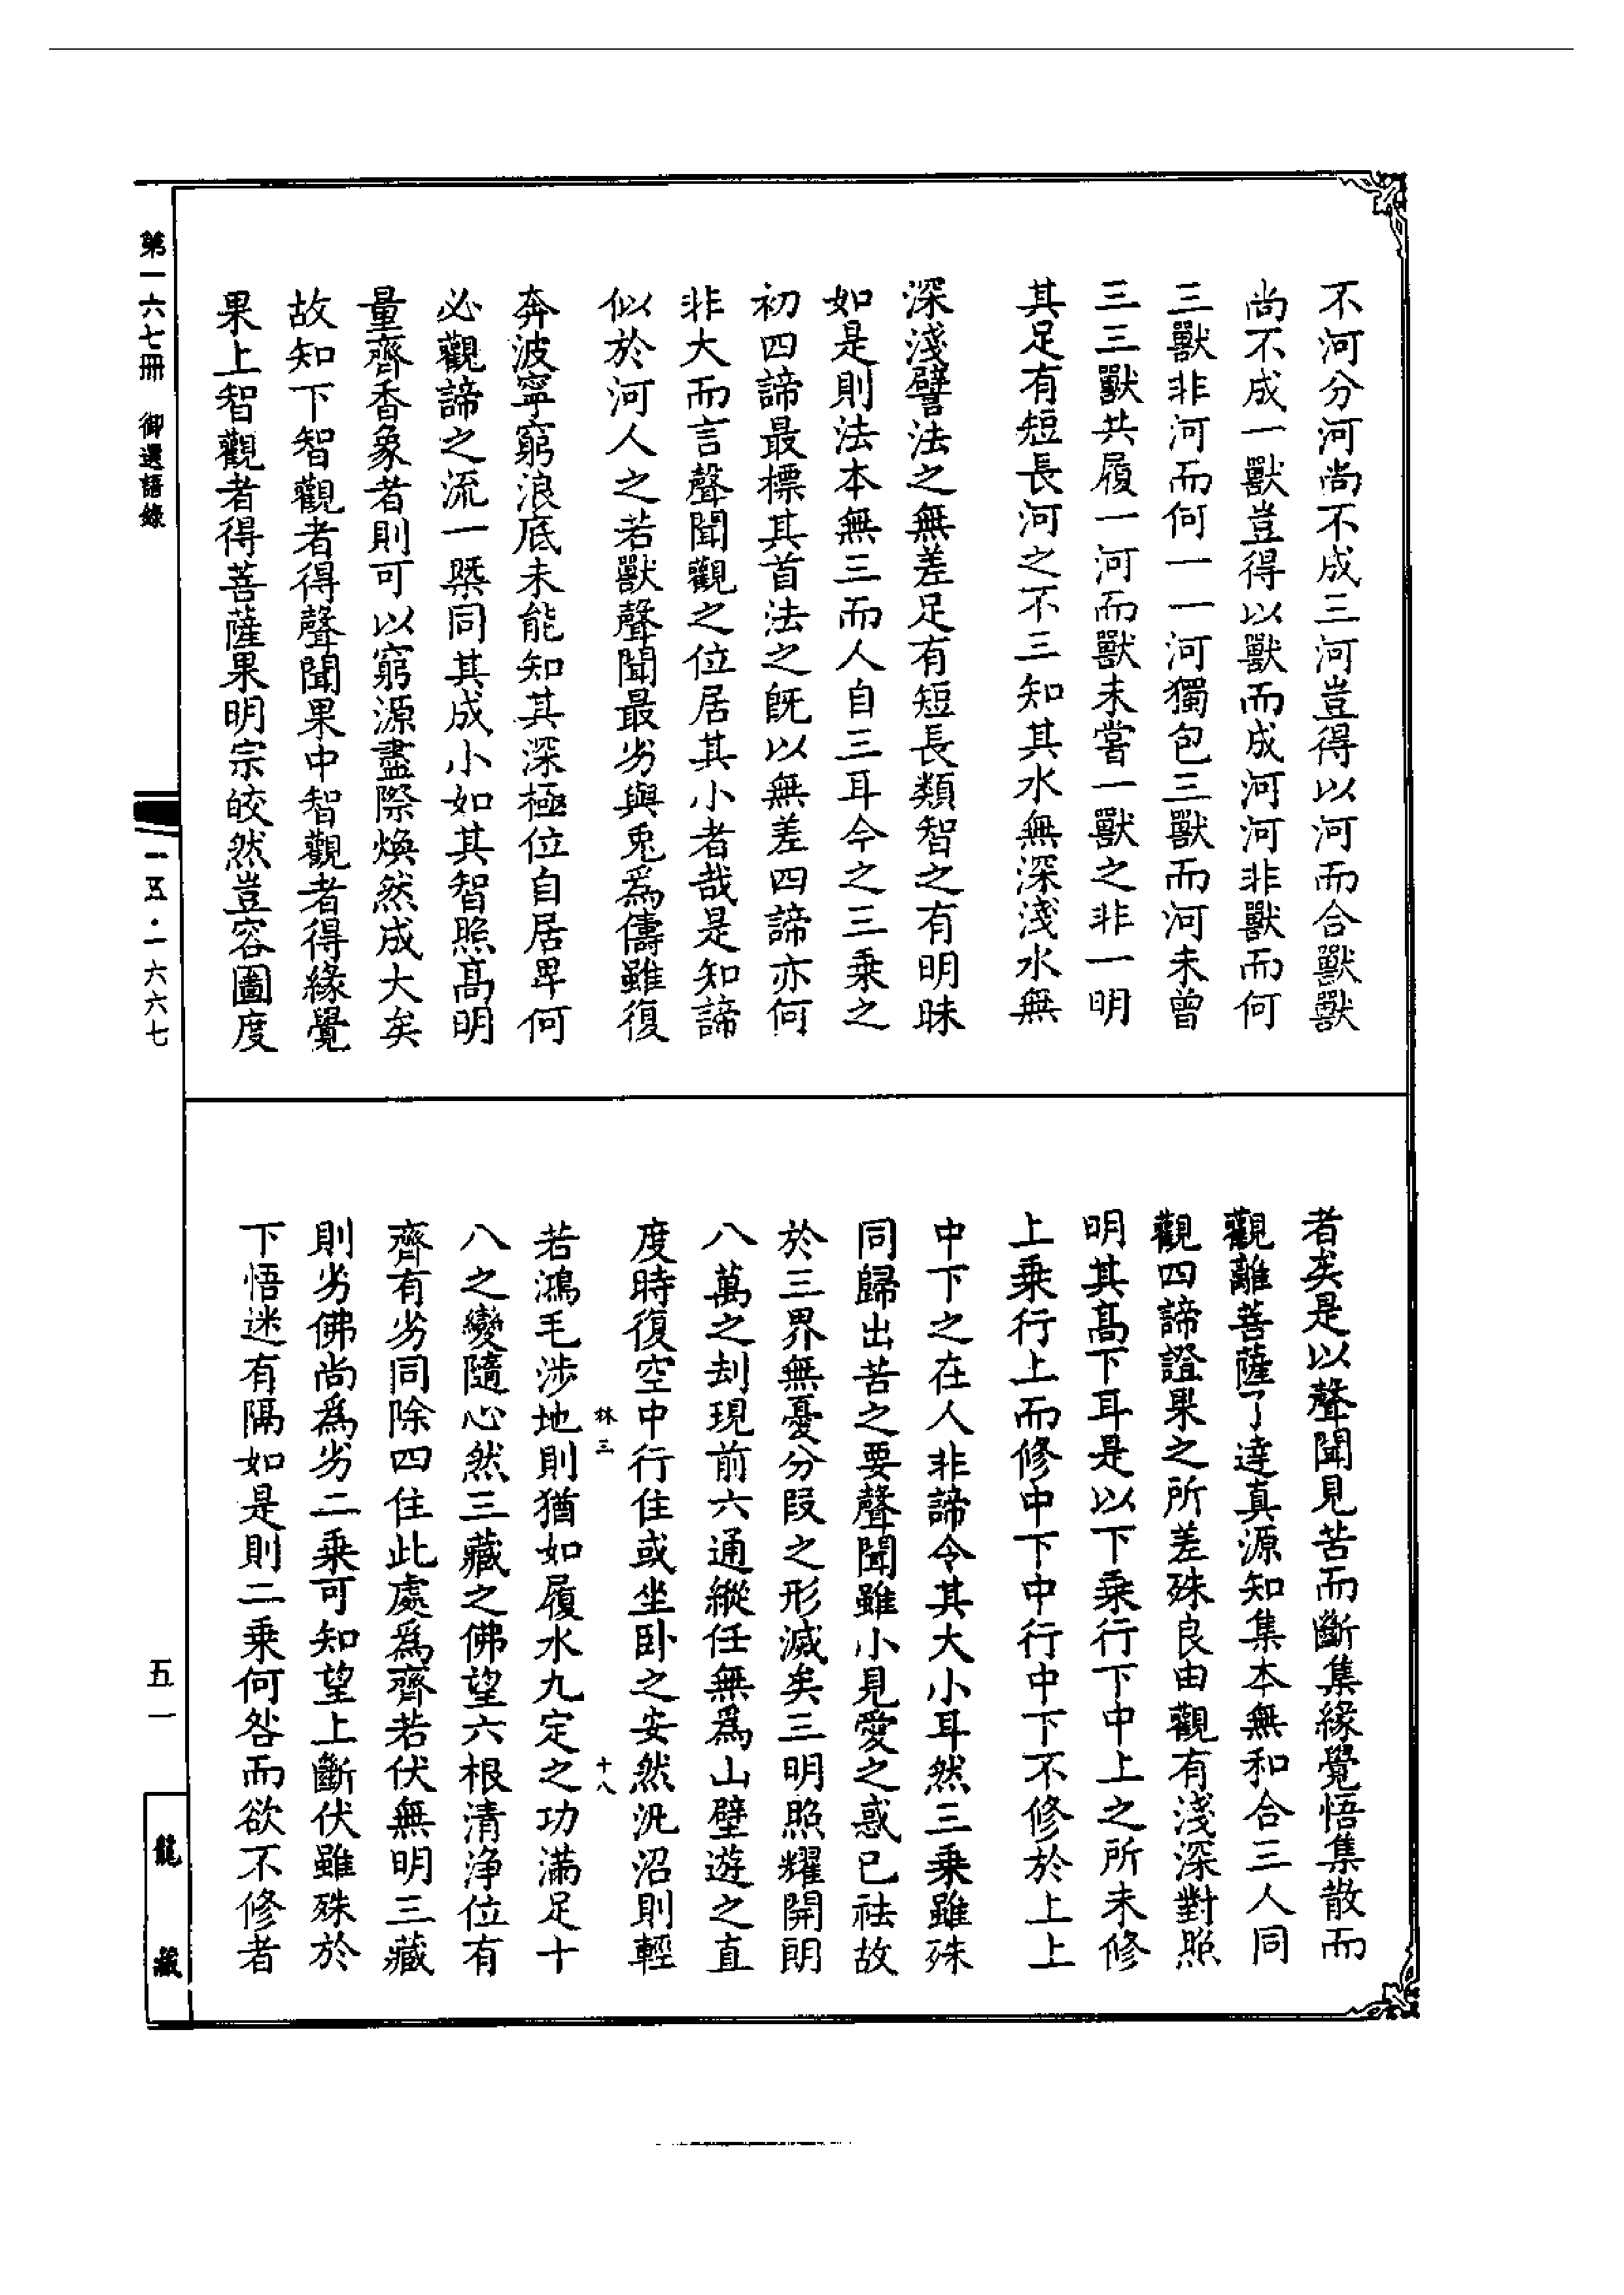 不河分河尚不成三河豈得以河而合獸獸
尚不成一獸豈得以獸而成河河非獸而何
三獸非河而何一一河獨包三獸而河未曾
三三獸共履一河而獸未嘗一獸之非一明
其足有短長河之不三知其水無深淺水無
深淺譬法之無差足有短長類智之有明昧
如是則法本無三而人自三耳今之三乘之
初四諦最標其首法之既以無差四諦亦何
非大而言聲聞觀之位居其小者哉是知諦
似於河人之若獸聲聞最劣與兎為儔雖復
奔波寧窮浪底未能知其深極位自居卑何
必觀諦之流一槩同其成小如其智照高明
量齊香象者則可以窮源盡際煥然成大矣
故知下智觀者得聲聞果中智觀者得緣覺
果上智觀者得菩薩果明宗皎然豈容圖度
者矣是以聲聞見苦而斷集緣覺悟集散而
觀離菩薩了達真源知集本無和合三人同
觀四諦證果之所差殊良由觀有淺深對照
明其高下耳是以下乘行下中上之所未修
上乘行上而修中下中行中下不修於上上
中下之在人非諦令其大小耳然三乘雖殊
同歸出苦之要聲聞雖小見愛之惑已祛故
於三界無憂分段之形滅矣三明照耀開朗
八萬之刦現前六通縱任無為山壁遊之直
度時復空中行住或坐卧之安然汎沼則輕
林三 十八
若鴻毛涉地則猶如履水九定之功滿足十
八之變隨心然三藏之佛望六根清淨位有
齊有劣同除四住此處為齊若伏無明三藏
則劣佛尚為劣二乘可知望上斷伏雖殊於
下悟迷有隔如是則二乘何咎而欲不修者
第一六七冊 御選語錄
一五·一六六七
五一
龍藏